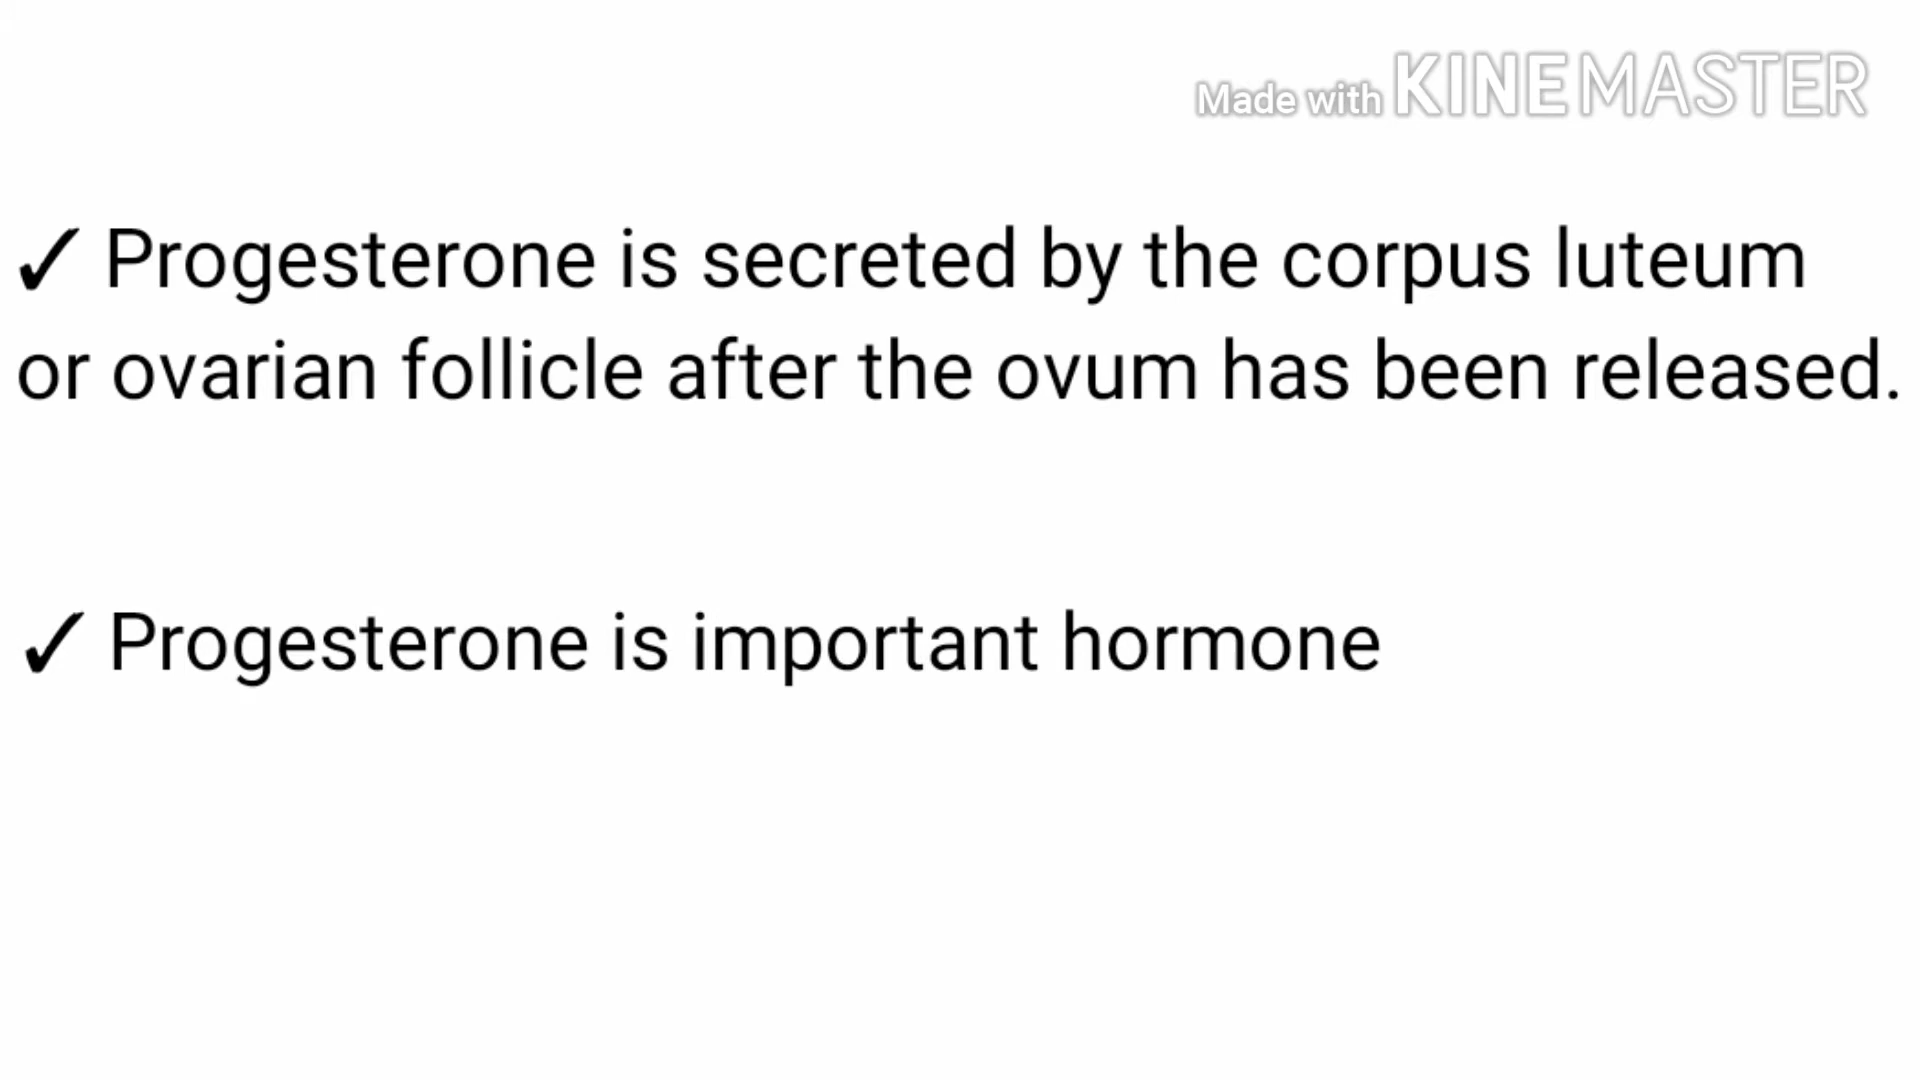 Made with KINEMASTER
✓ Progesterone is secreted by the corpus luteum
or ovarian follicle after the ovum has been released.
✓ Progesterone is important hormone